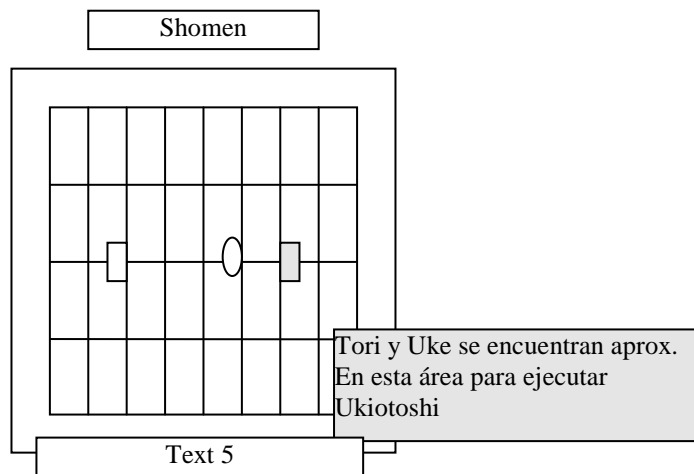 Shomen
Tori y Uke se encuentran aprox.
En esta área para ejecutar
Ukiotoshi
Text 5